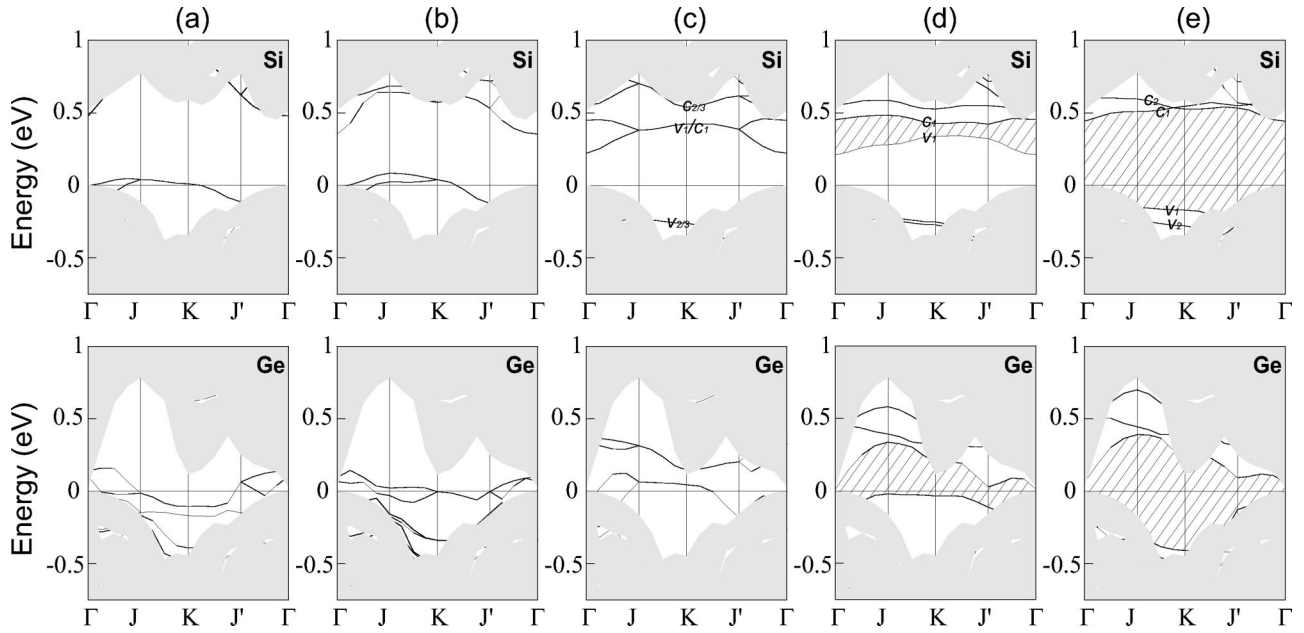 (a) (b) (c) (d) (e)
Energy (eV)
1 1 1 1 1
Si Si Si Si Si
0.5 0.5 0.5 0.5 0.5
c2/3 c1 c2
v1/c1 v1 c1
0 0 0 0 0
v2/3 v1
v2
-0.5 -0.5 -0.5 -0.5 -0.5
Γ J K J' Γ Γ J K J' Γ Γ J K J' Γ Γ J K J' Γ Γ J K J' Γ
Energy (eV)
1 1 1 1 1
Ge Ge Ge Ge Ge
0.5 0.5 0.5 0.5 0.5
0 0 0 0 0
-0.5 -0.5 -0.5 -0.5 -0.5
Γ J K J' Γ Γ J K J' Γ Γ J K J' Γ Γ J K J' Γ Γ J K J' Γ